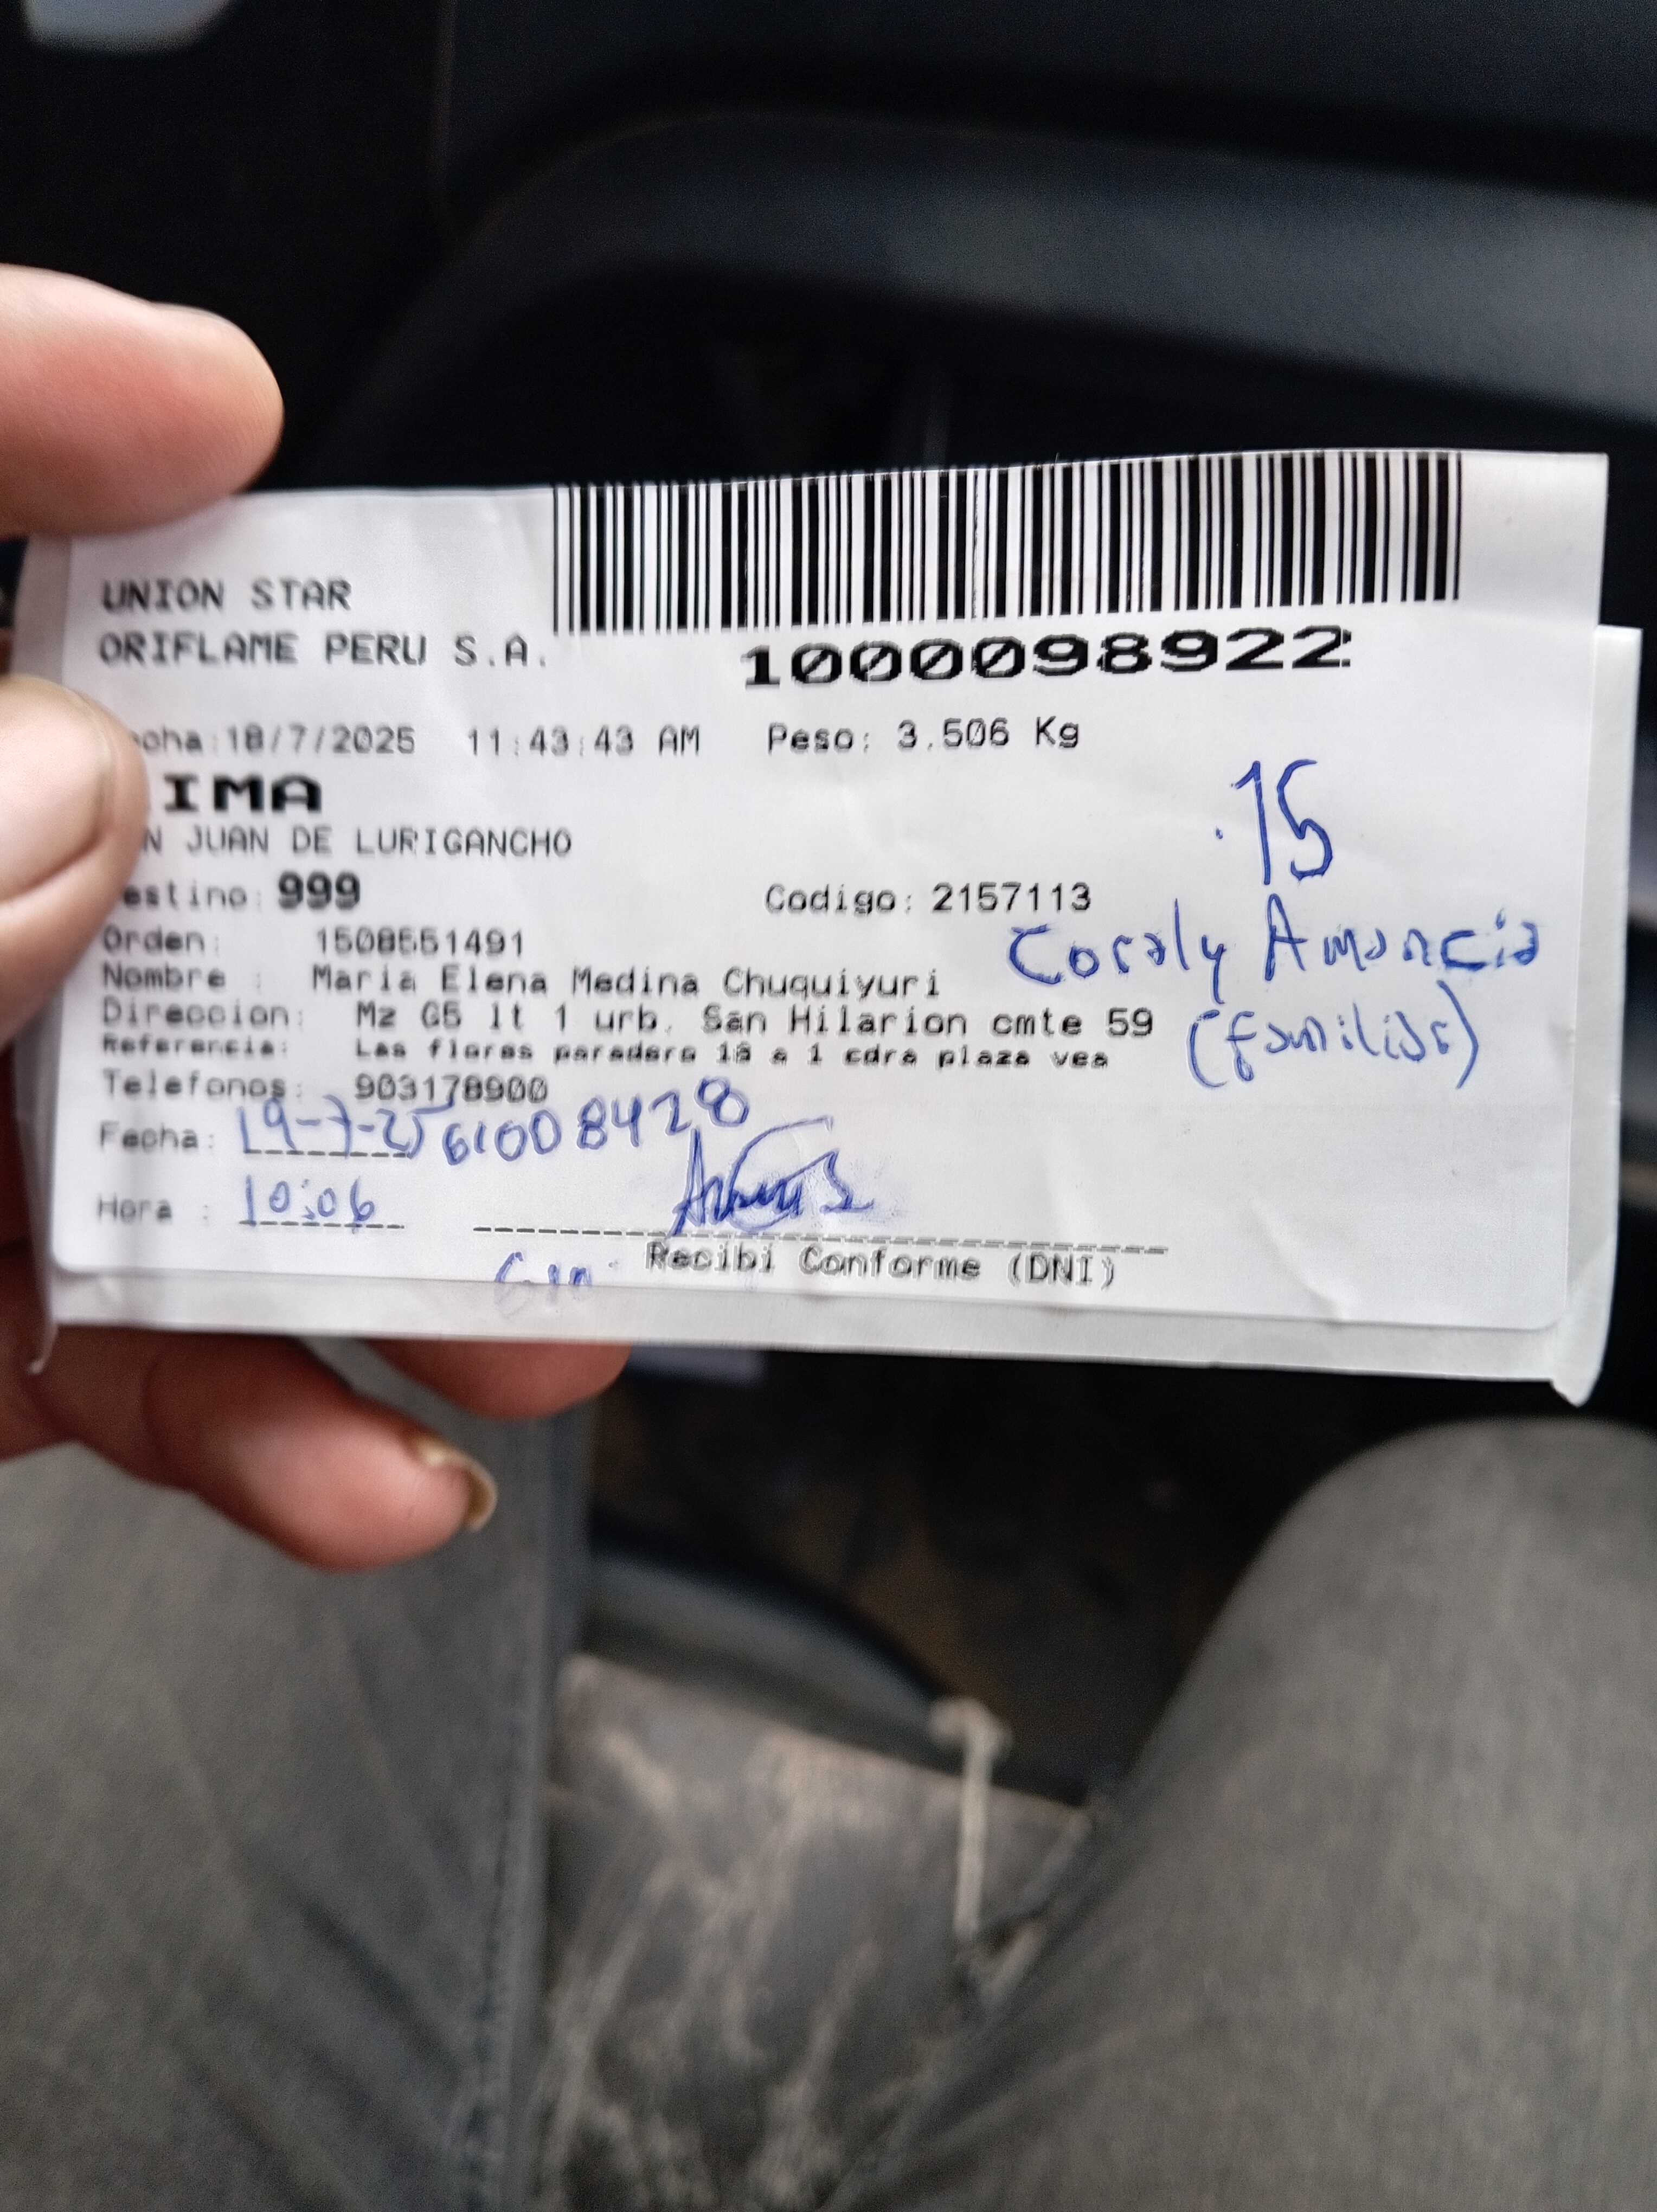 UNION STAR
ORIFLAME PERU S.A.
1000098922
echa:18/7/2025 11:43:43 AM Peso: 3.506 Kg
IMA
.15
N JUAN DE LURIGANCHO
estino: 999 Codigo: 2157113
Coraly Amancio
Orden: 1508551491
Nombre : Maria Elena Medina Chuquiyuri
(familiar)
Direccion: Mz G5 lt 1 urb. San Hilarion cmte 59
Referencia: Las flores paradero 18 a 1 cdra plaza vea
Telefonos: 903178900
Fecha: 19-7-25 61008428
Hora : 10:06
Recibi Conforme (DNI)